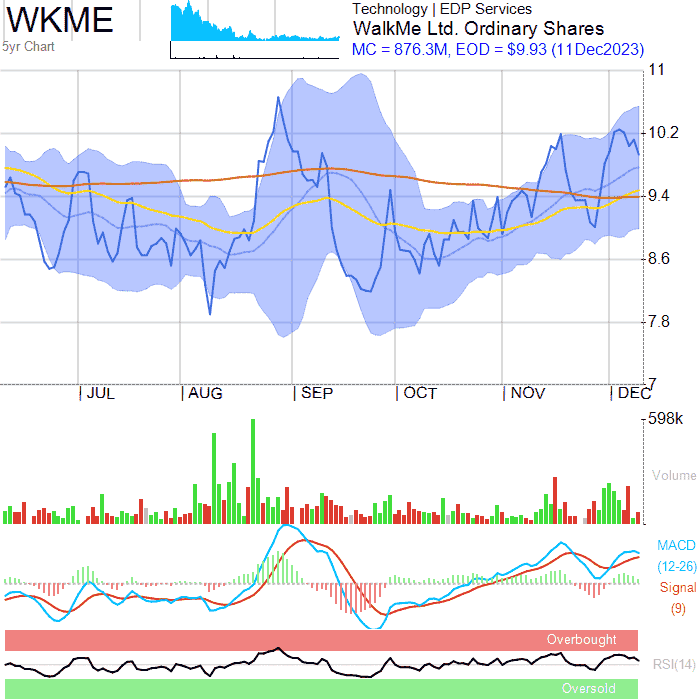 WKME
5yr Chart
Technology | EDP Services
WalkMe Ltd. Ordinary Shares
MC = 876.3M, EOD = $9.93 (11Dec2023)
11
10.2
9.4
8.6
7.8
7
JUL AUG SEP OCT NOV DEC
598k
Volume
MACD
(12-26)
Signal
(9)
Overbought
RSI(14)
Oversold